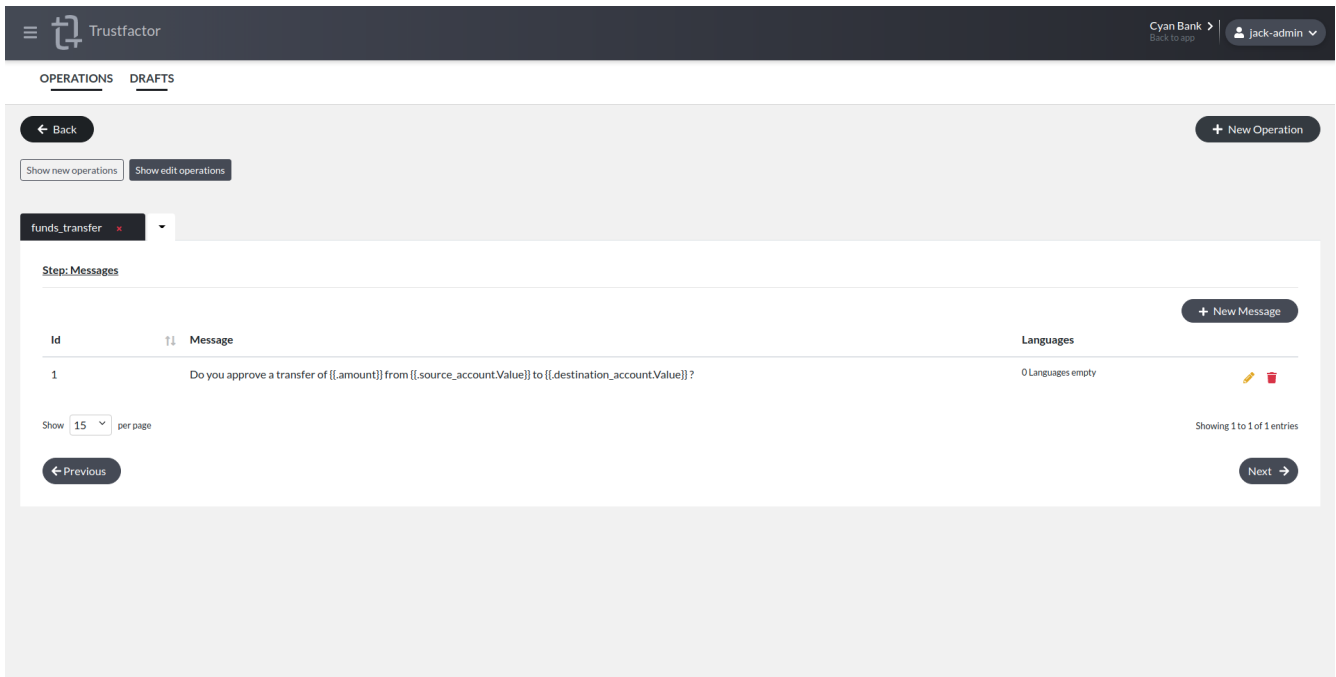 Trustfactor
Cyan Bank
Back to app
jack-admin
OPERATIONS DRAFTS
Back
New Operation
Show new operations Show edit operations
funds_transfer ×
Step: Messages
New Message
Id Message Languages
1 Do you approve a transfer of {{.amount}} from {{.source_account.Value}} to {{.destination_account.Value}} ? 0 Languages empty
Show 15 per page Showing 1 to 1 of 1 entries
Previous Next